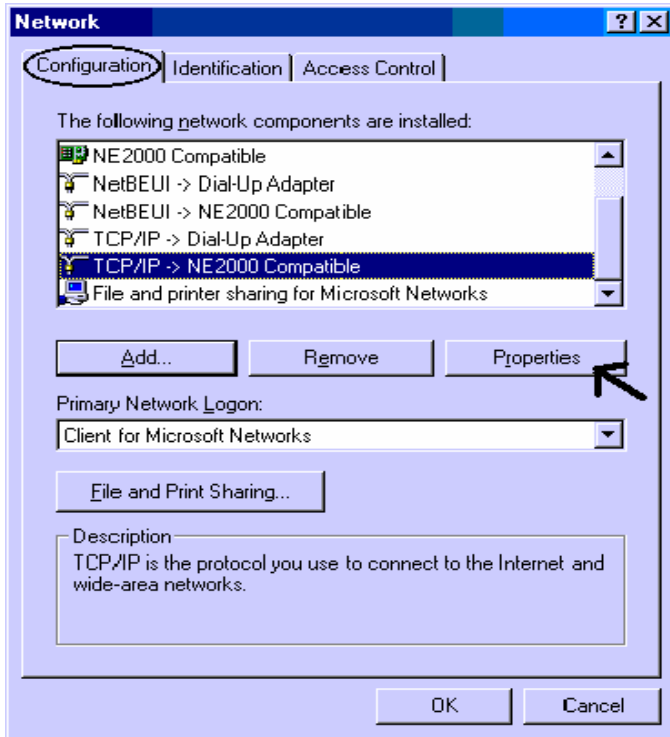 Network
Configuration
Identification
Access Control
The following network components are installed:
NE2000 Compatible
NetBEUI -> Dial-Up Adapter
NetBEUI -> NE2000 Compatible
TCP/IP -> Dial-Up Adapter
TCP/IP -> NE2000 Compatible
File and printer sharing for Microsoft Networks
Add...
Remove
Properties
Primary Network Logon:
Client for Microsoft Networks
File and Print Sharing...
Description
TCP/IP is the protocol you use to connect to the Internet and
wide-area networks.
OK
Cancel